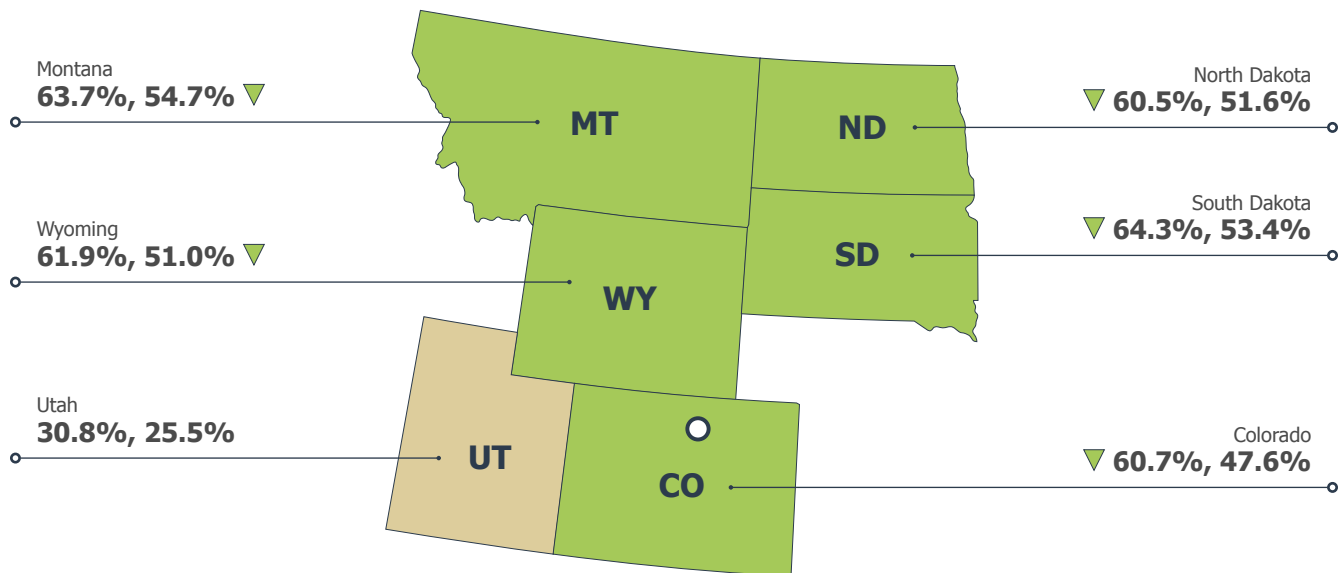 Montana
63.7%, 54.7%
North Dakota
60.5%, 51.6%
MT
ND
Wyoming
61.9%, 51.0%
South Dakota
64.3%, 53.4%
SD
WY
Utah
30.8%, 25.5%
Colorado
60.7%, 47.6%
UT
CO